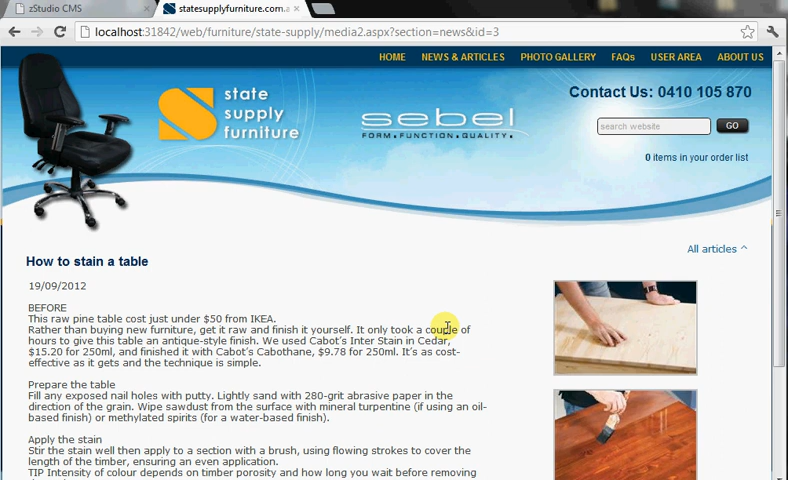 zStudio CMS
statesupplyfurniture.com.a
localhost:31842/web/furniture/state-supply/media2.aspx?section=news&id=3
HOME NEWS & ARTICLES PHOTO GALLERY FAQs USER AREA ABOUT US
Contact Us: 0410 105 870
state
supply
furniture
sebel
FORM.FUNCTION.QUALITY.
search website GO
0 items in your order list
All articles ^
How to stain a table
19/09/2012
BEFORE
This raw pine table cost just under $50 from IKEA.
Rather than buying new furniture, get it raw and finish it yourself. It only took a couple of
hours to give this table an antique-style finish. We used Cabot's Inter Stain in Cedar,
$15.20 for 250ml, and finished it with Cabot's Cabothane, $9.78 for 250ml. It's as cost-
effective as it gets and the technique is simple.
Prepare the table
Fill any exposed nail holes with putty. Lightly sand with 280-grit abrasive paper in the
direction of the grain. Wipe sawdust from the surface with mineral turpentine (if using an oil-
based finish) or methylated spirits (for a water-based finish).
Apply the stain
Stir the stain well then apply to a section with a brush, using flowing strokes to cover the
length of the timber, ensuring an even application.
TIP Intensity of colour depends on timber porosity and how long you wait before removing